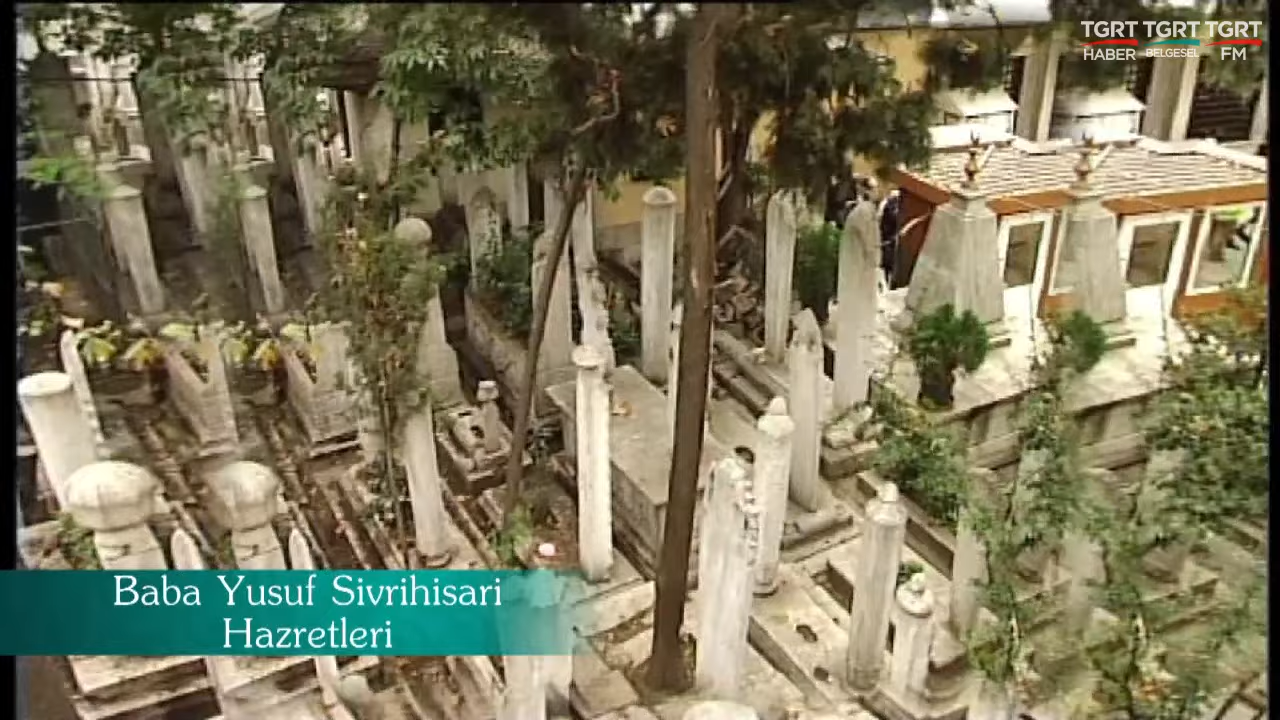 TGRT TGRT TGRT
HABER BELGESEL FM
Baba Yusuf Sivrihisari
Hazretleri